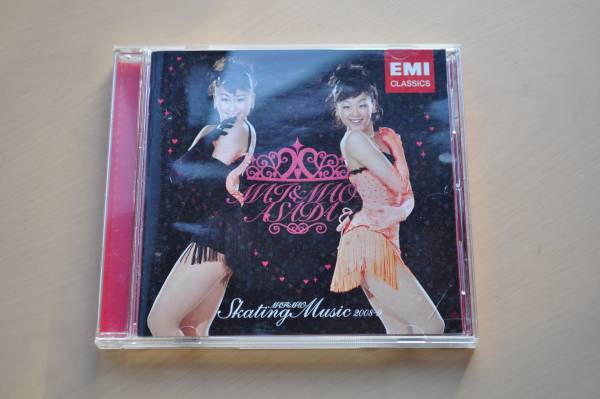 EMI
CLASSICS
MAI & MAO
ASADA
MAI & MAO
Skating Music 2008-9